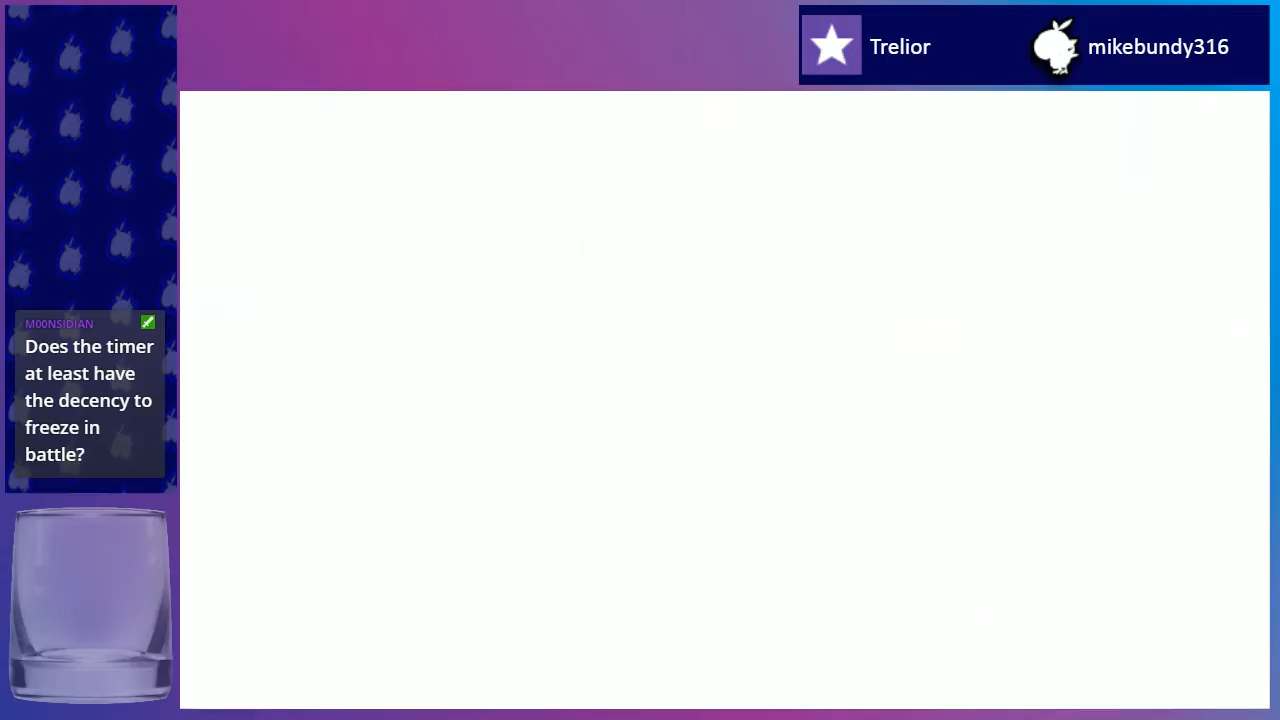 Trelior
mikebundy316
M00NSIDIAN
Does the timer
at least have
the decency to
freeze in
battle?